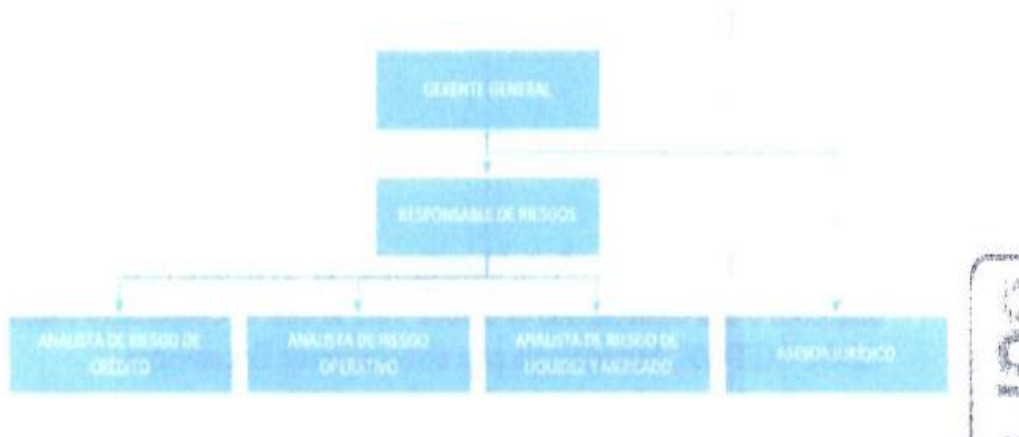 GERENTE GENERAL
RESPONSABLE DE RIESGOS
ANALISTA DE RIESGO DE
CRÉDITO
ANALISTA DE RIESGO
OPERATIVO
ANALISTA DE RIESGO DE
LIQUIDEZ Y MERCADO
ASESOR JURÍDICO